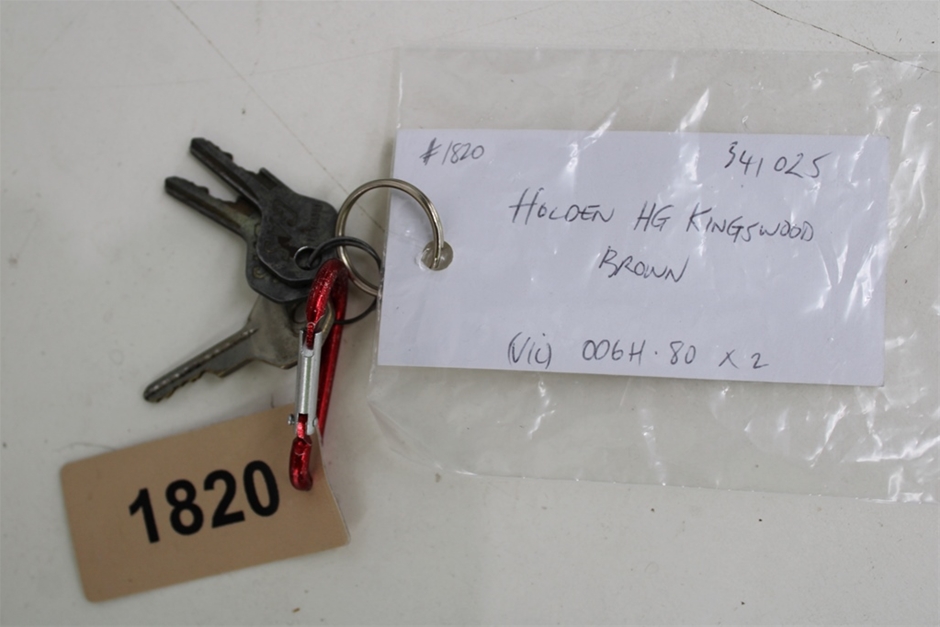 #1820 341025
HOLDEN HG KINGSWOOD
BROWN
(VIC) 006H·80 x 2
1820